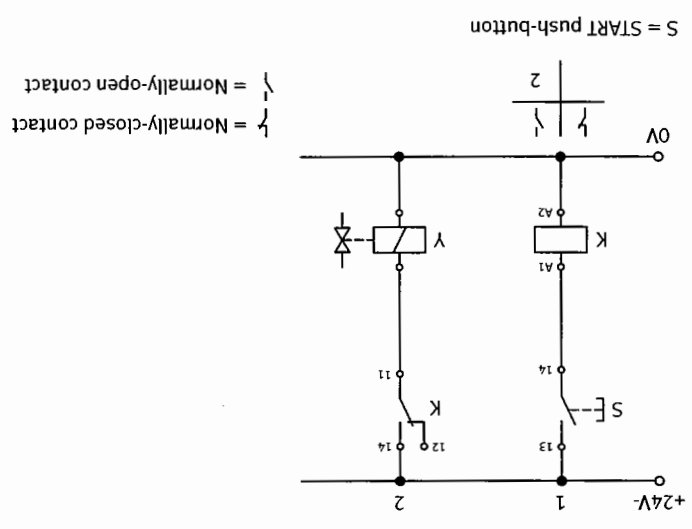 1 2
+24V-
13 12 14
S K
14 11
A1
K Y
A2
0V
= Normally-closed contact
= Normally-open contact
2
S = START push-button